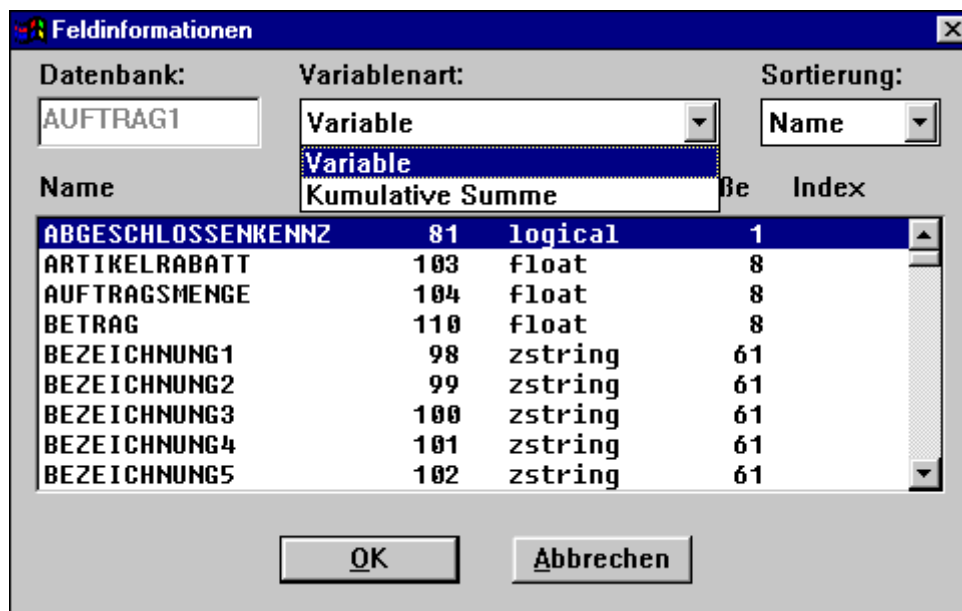 Feldinformationen
Datenbank: Variablenart: Sortierung:
AUFTRAG1 Variable Name
Variable
Kumulative Summe
Name ße Index
ABGESCHLOSSENKENNZ 81 logical 1
ARTIKELRABATT 103 float 8
AUFTRAGSMENGE 104 float 8
BETRAG 110 float 8
BEZEICHNUNG1 98 zstring 61
BEZEICHNUNG2 99 zstring 61
BEZEICHNUNG3 100 zstring 61
BEZEICHNUNG4 101 zstring 61
BEZEICHNUNG5 102 zstring 61
OK Abbrechen